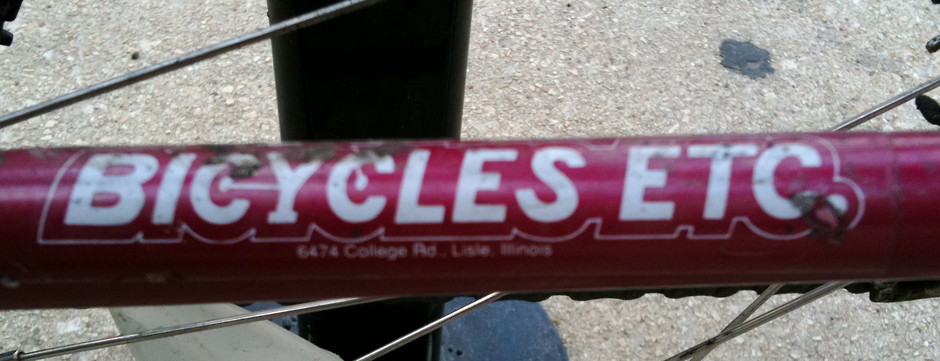 BICYCLES ETC.
6474 College Rd., Lisle, Illinois